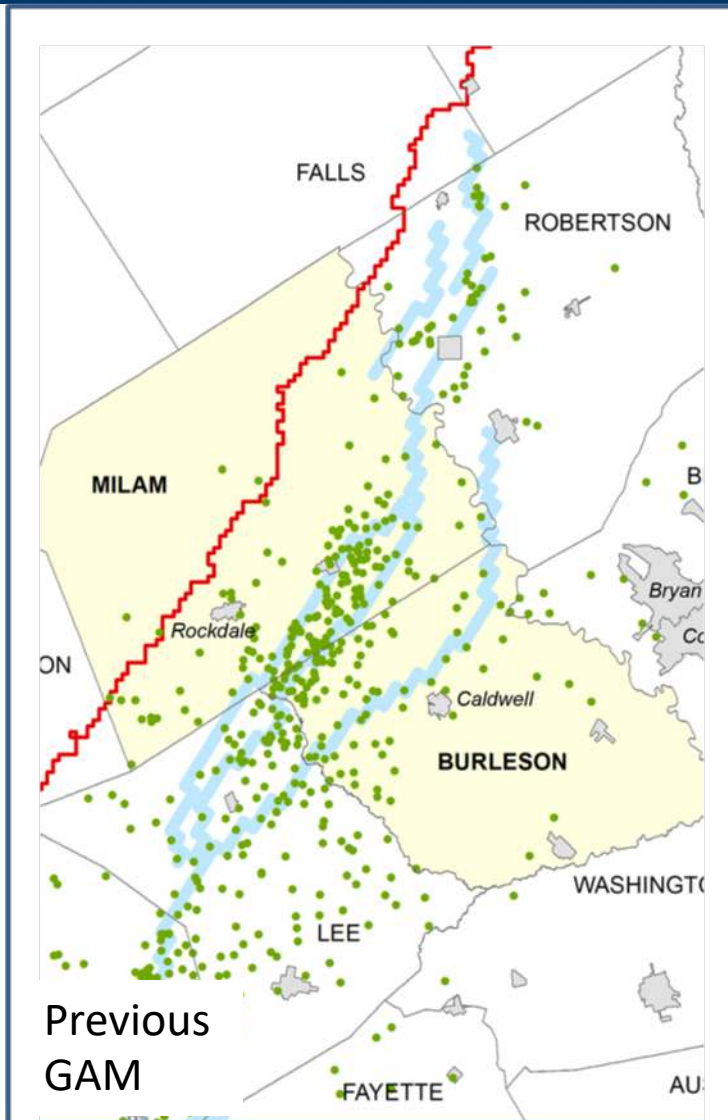 FALLS
ROBERTSON
MILAM
B
Bryan
Rockdale
Co
ON
Caldwell
BURLESON
WASHINGTO
LEE
Previous
GAM
FAYETTE
AU